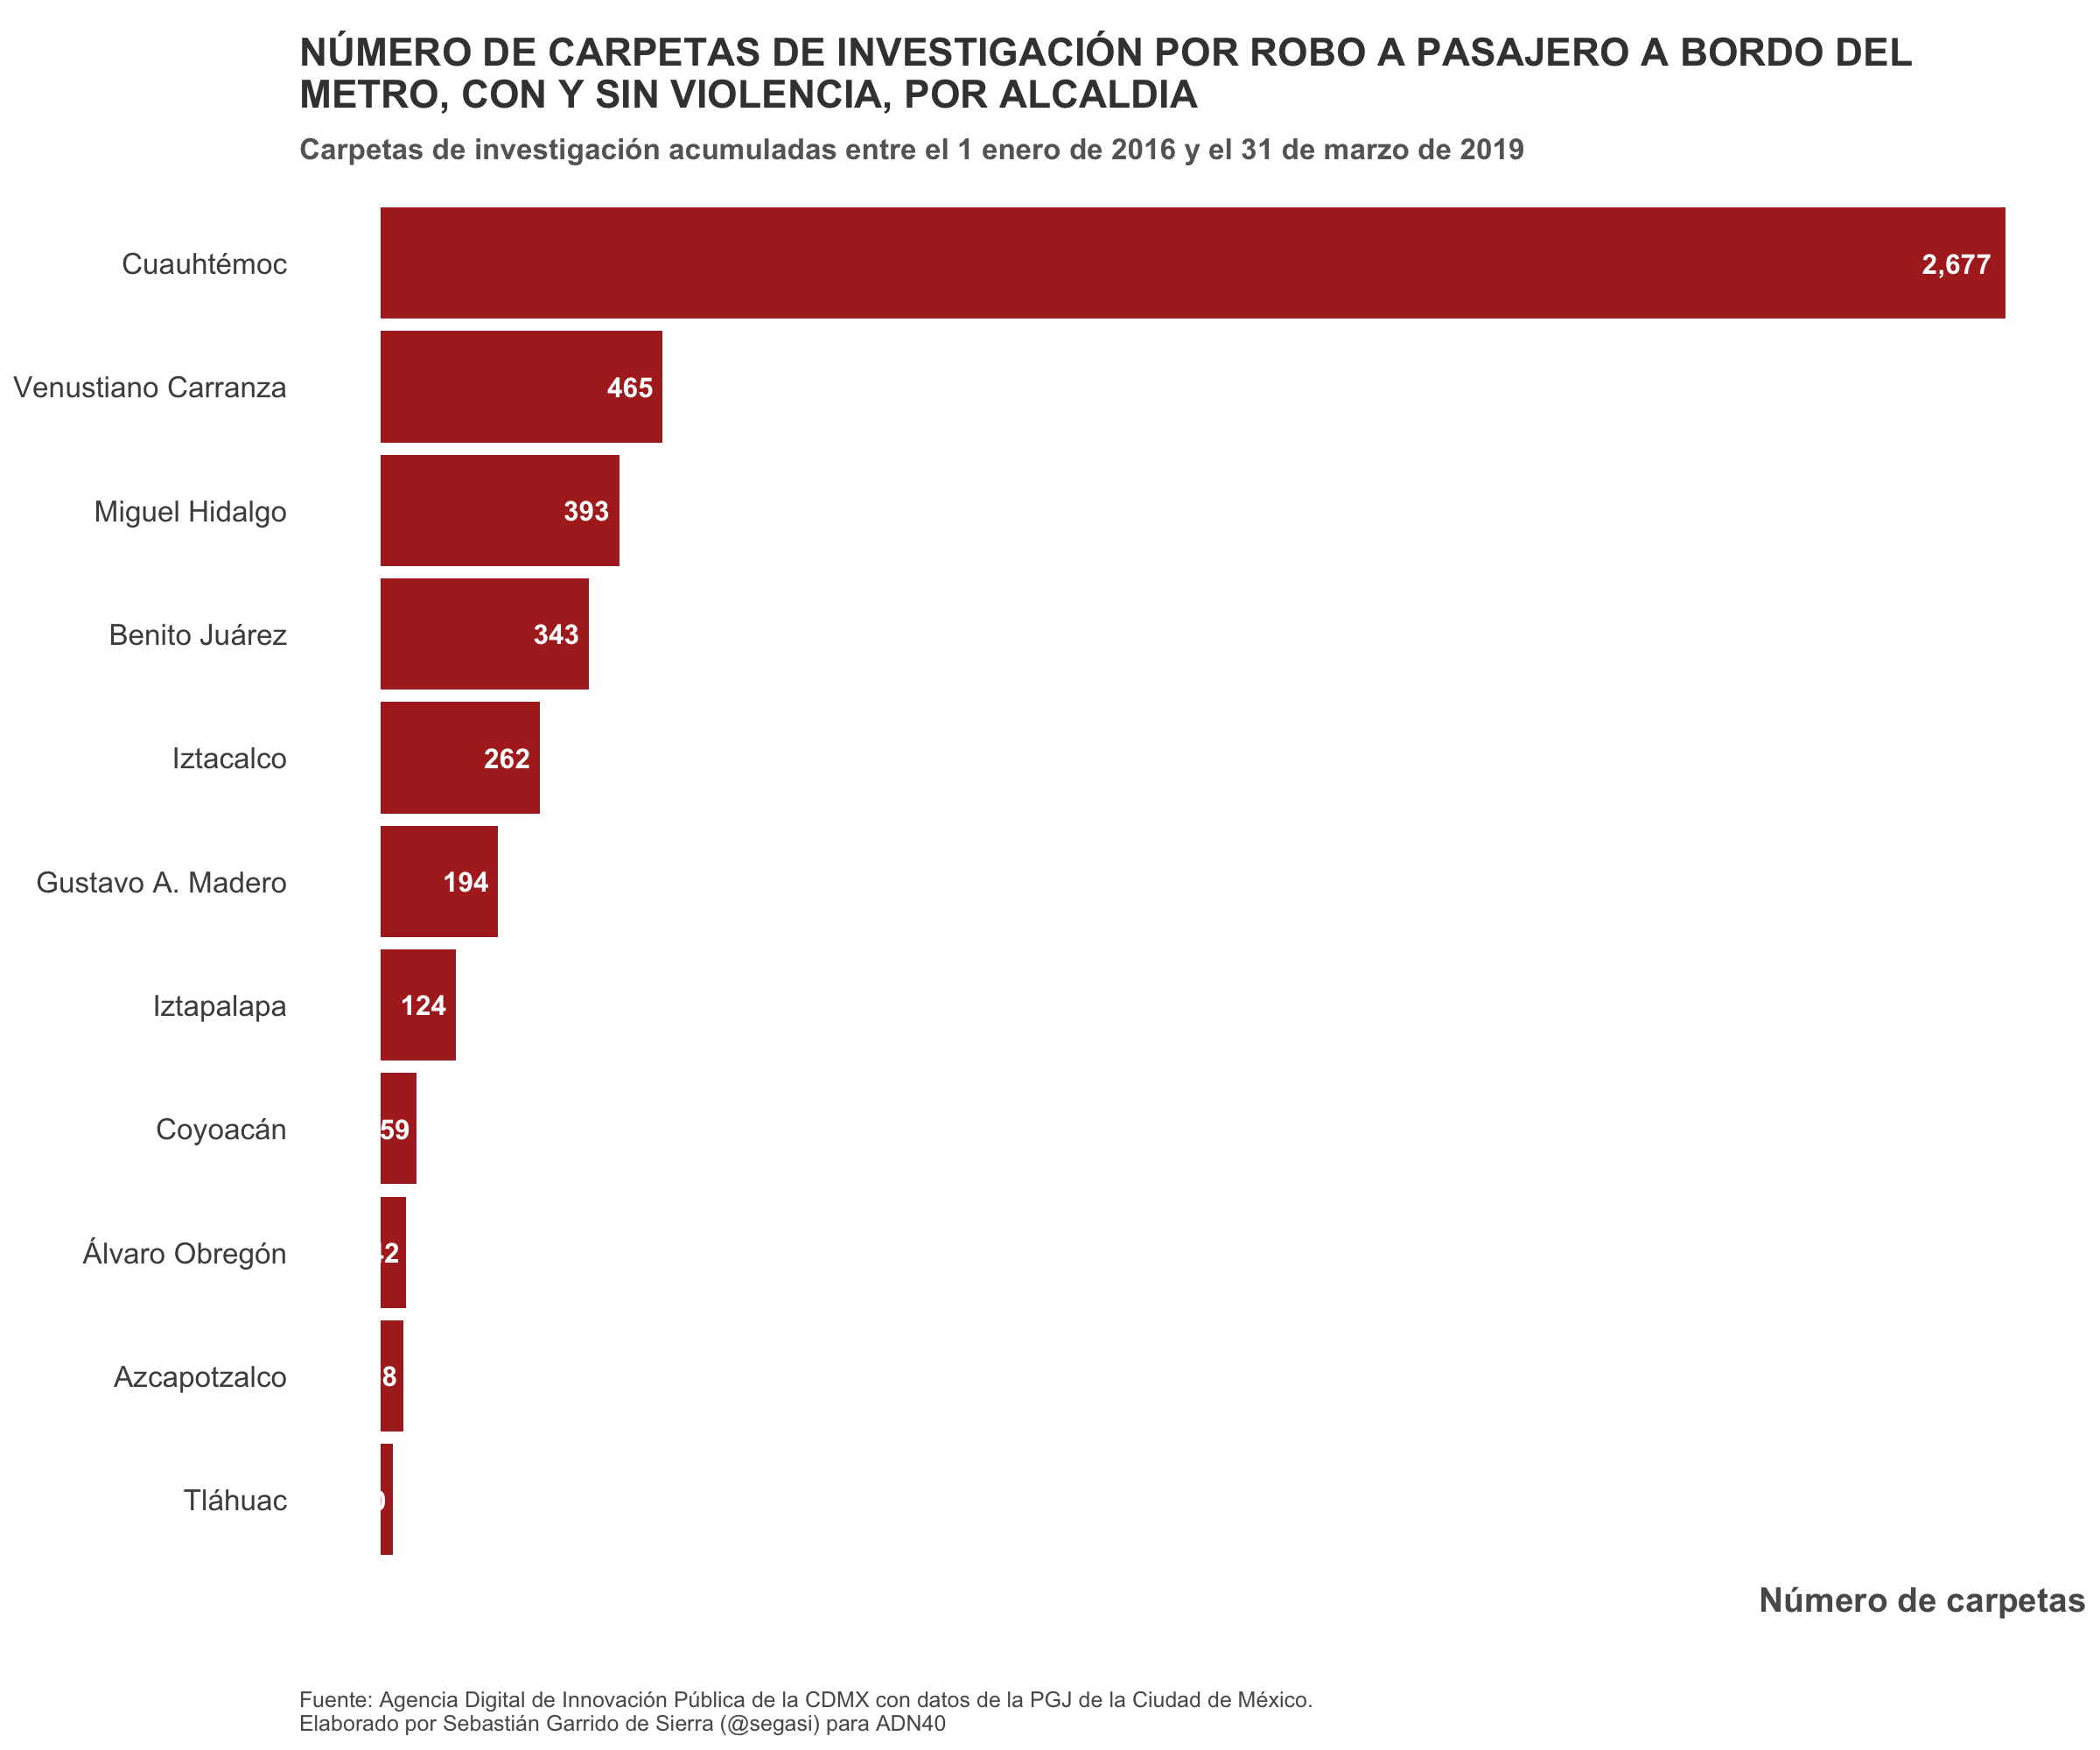 NÚMERO DE CARPETAS DE INVESTIGACIÓN POR ROBO A PASAJERO A BORDO DEL
METRO, CON Y SIN VIOLENCIA, POR ALCALDIA
Carpetas de investigación acumuladas entre el 1 enero de 2016 y el 31 de marzo de 2019
Cuauhtémoc 2,677
Venustiano Carranza 465
Miguel Hidalgo 393
Benito Juárez 343
Iztacalco 262
Gustavo A. Madero 194
Iztapalapa 124
Coyoacán 59
Álvaro Obregón 42
Azcapotzalco
Tláhuac
Número de carpetas
Fuente: Agencia Digital de Innovación Pública de la CDMX con datos de la PGJ de la Ciudad de México.
Elaborado por Sebastián Garrido de Sierra (@segasi) para ADN40